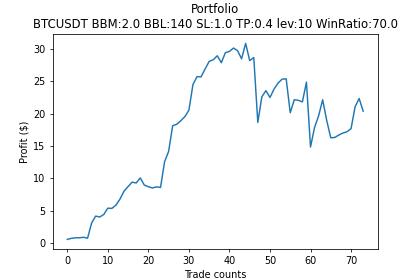 Portfolio
BTCUSDT BBM:2.0 BBL:140 SL:1.0 TP:0.4 lev:10 WinRatio:70.0
30
25
20
15
10
5
0
Profit ($)
0 10 20 30 40 50 60 70
Trade counts